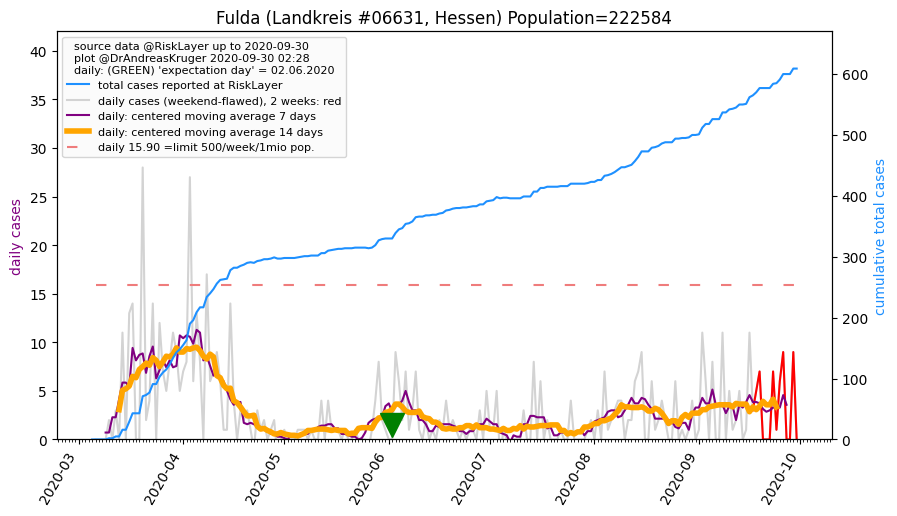 Fulda (Landkreis #06631, Hessen) Population=222584
source data @RiskLayer up to 2020-09-30
plot @DrAndreasKruger 2020-09-30 02:28
daily: (GREEN) 'expectation day' = 02.06.2020
total cases reported at RiskLayer
daily cases (weekend-flawed), 2 weeks: red
daily: centered moving average 7 days
daily: centered moving average 14 days
daily 15.90 =limit 500/week/1mio pop.
daily cases
40
35
30
25
20
15
10
5
0
cumulative total cases
600
500
400
300
200
100
0
2020-03
2020-04
2020-05
2020-06
2020-07
2020-08
2020-09
2020-10